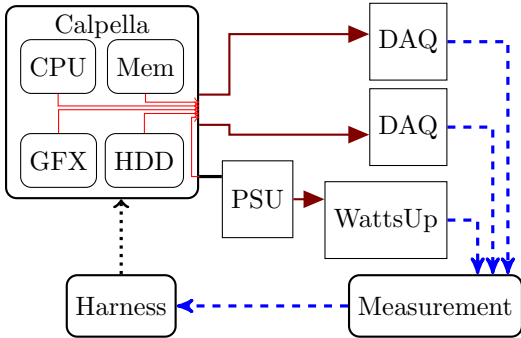 Calpella
CPU
Mem
GFX
HDD
DAQ
DAQ
PSU
WattsUp
Harness
Measurement